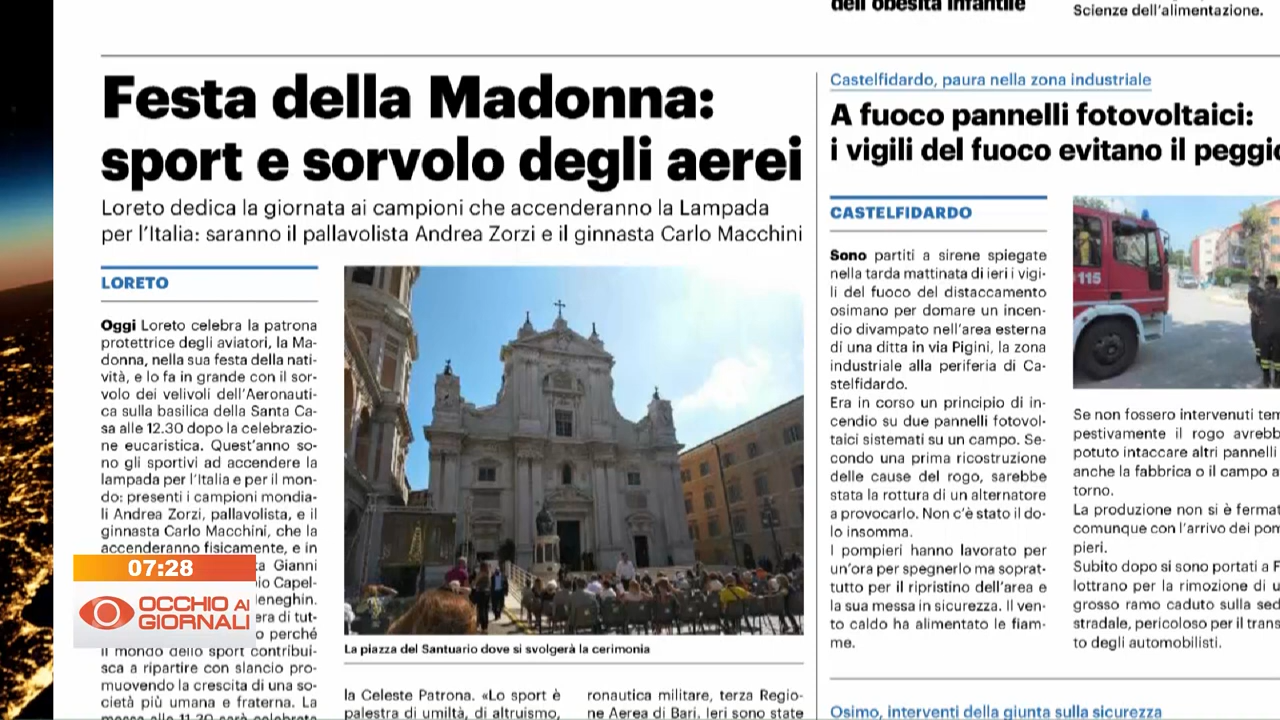 dell'obesità infantile
Scienze dell'alimentazione.
Festa della Madonna:
sport e sorvolo degli aerei
Loreto dedica la giornata ai campioni che accenderanno la Lampada
per l'Italia: saranno il pallavolista Andrea Zorzi e il ginnasta Carlo Macchini
LORETO
Oggi Loreto celebra la patrona
protettrice degli aviatori, la Ma-
donna, nella sua festa della nati-
vità, e lo fa in grande con il sor-
volo dei velivoli dell'Aeronauti-
ca sulla basilica della Santa Ca-
sa alle 12.30 dopo la celebrazio-
ne eucaristica. Quest'anno so-
no gli sportivi ad accendere la
lampada per l'Italia e per il mon-
do: presenti i campioni mondia-
li Andrea Zorzi, pallavolista, e il
ginnasta Carlo Macchini, che la
accenderanno fisicamente, e in
Gianni
Capel-
era di tut-
perché
il mondo dello sport contribui-
sca a ripartire con slancio pro-
muovendo la crescita di una so-
cietà più umana e fraterna. La
messa alle 11.30 sarà celebrata
07:28
OCCHIO AI
GIORNALI
La piazza del Santuario dove si svolgerà la cerimonia
la Celeste Patrona. «Lo sport è
palestra di umiltà, di altruismo,
ronautica militare, terza Regio-
ne Aerea di Bari. Ieri sono state
Castelfidardo, paura nella zona industriale
A fuoco pannelli fotovoltaici:
i vigili del fuoco evitano il peggio
CASTELFIDARDO
Sono partiti a sirene spiegate
nella tarda mattinata di ieri i vigi-
li del fuoco del distaccamento
osimano per domare un incen-
dio divampato nell'area esterna
di una ditta in via Pigini, la zona
industriale alla periferia di Ca-
stelfidardo.
Era in corso un principio di in-
cendio su due pannelli fotovol-
taici sistemati su un campo. Se-
condo una prima ricostruzione
delle cause del rogo, sarebbe
stata la rottura di un alternatore
a provocarlo. Non c'è stato il do-
lo insomma.
I pompieri hanno lavorato per
un'ora per spegnerlo ma soprat-
tutto per il ripristino dell'area e
la sua messa in sicurezza. Il ven-
to caldo ha alimentato le fiam-
me.
115
Se non fossero intervenuti tem
pestivamente il rogo avrebb
potuto intaccare altri pannelli
anche la fabbrica o il campo a
torno.
La produzione non si è fermat
comunque con l'arrivo dei pom
pieri.
Subito dopo si sono portati a F
lottrano per la rimozione di u
grosso ramo caduto sulla sed
stradale, pericoloso per il trans
to degli automobilisti.
Osimo, interventi della giunta sulla sicurezza